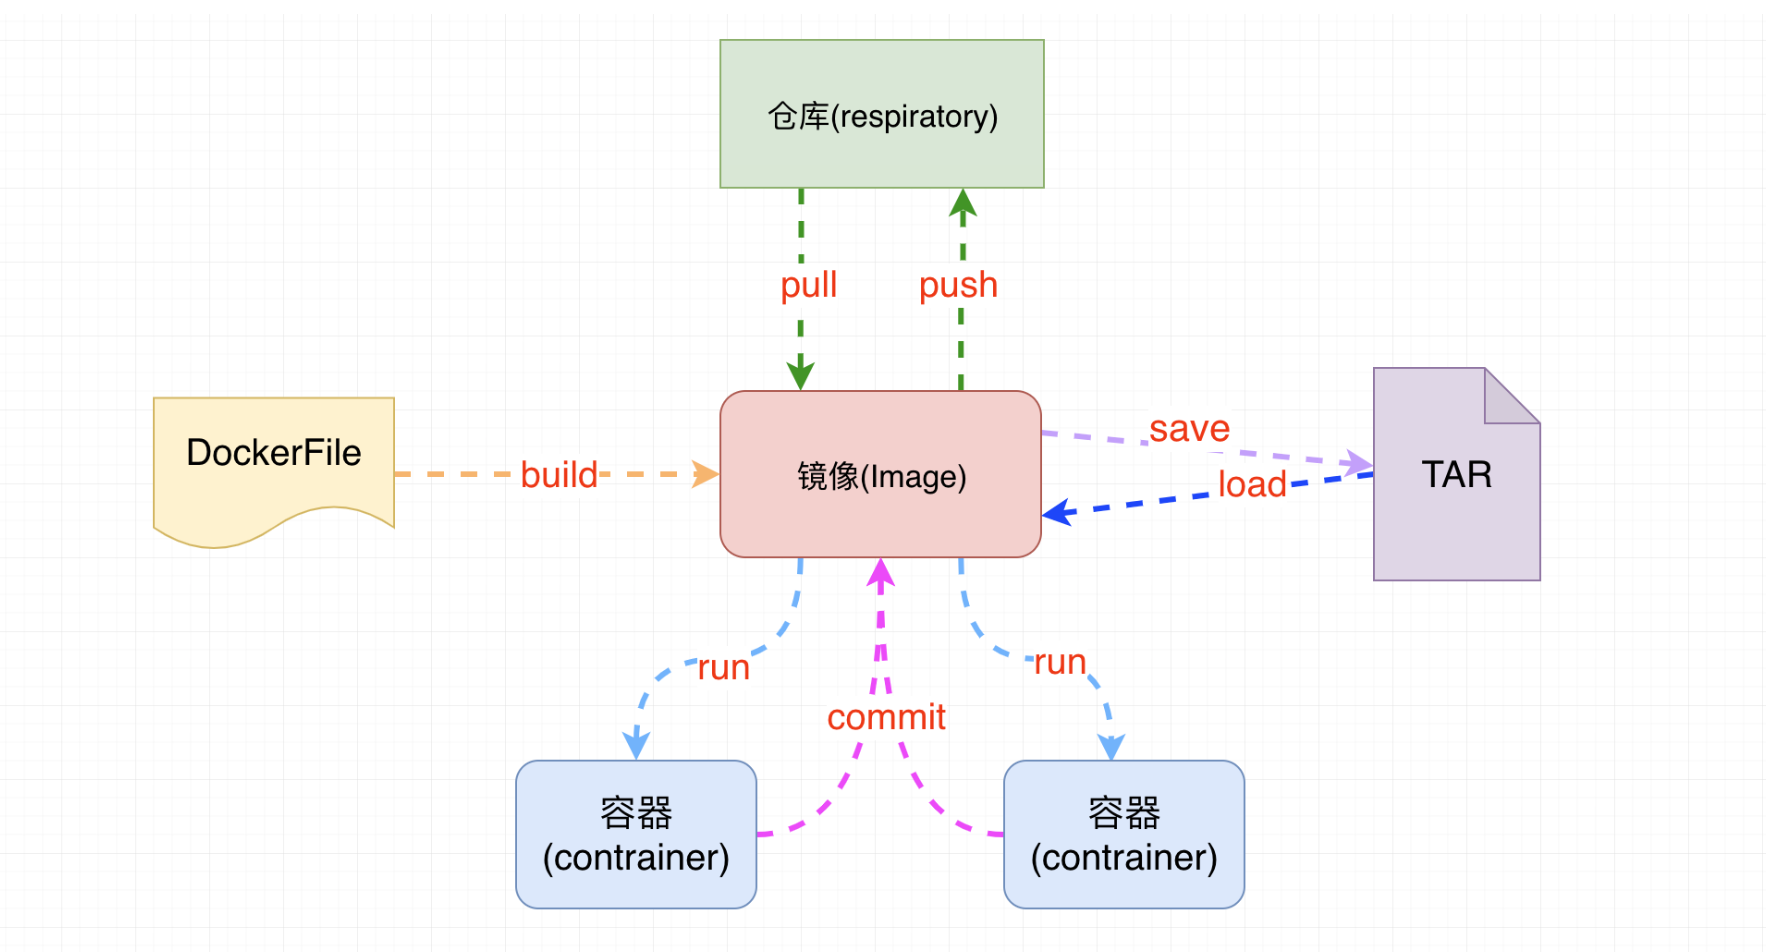 仓库(respiratory)
pull
push
DockerFile
build
镜像(Image)
save
load
TAR
run
run
commit
容器
(contrainer)
容器
(contrainer)